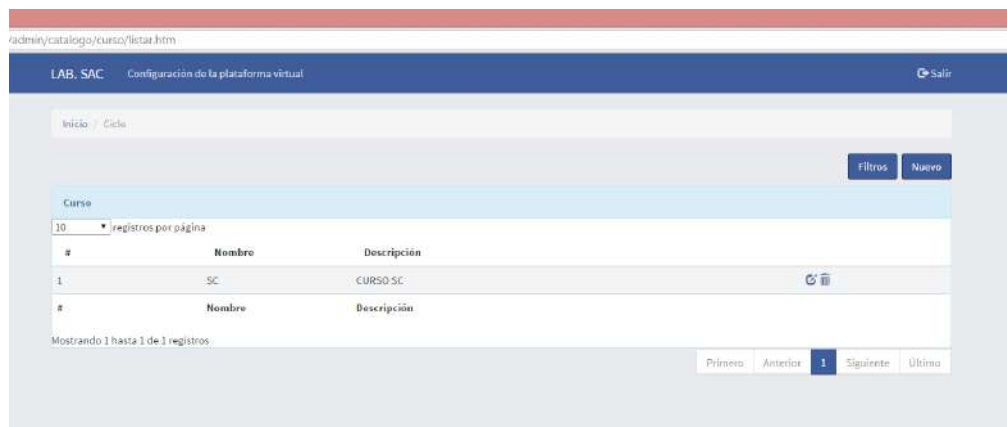 /admin/catalogo/curso/listar.htm
LAB. SAC Configuración de la plataforma virtual Salir
Inicio / Ciclo
Filtros Nuevo
Curso
10 registros por página
# Nombre Descripción
1 SC CURSO SC
# Nombre Descripción
Mostrando 1 hasta 1 de 1 registros
Primero Anterior 1 Siguiente Último